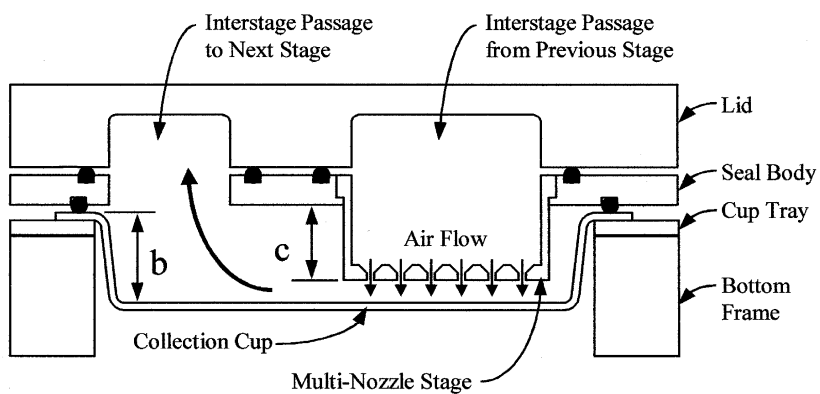 Interstage Passage
to Next Stage
Interstage Passage
from Previous Stage
Lid
Seal Body
Cup Tray
Air Flow
b
c
Bottom
Frame
Collection Cup
Multi-Nozzle Stage